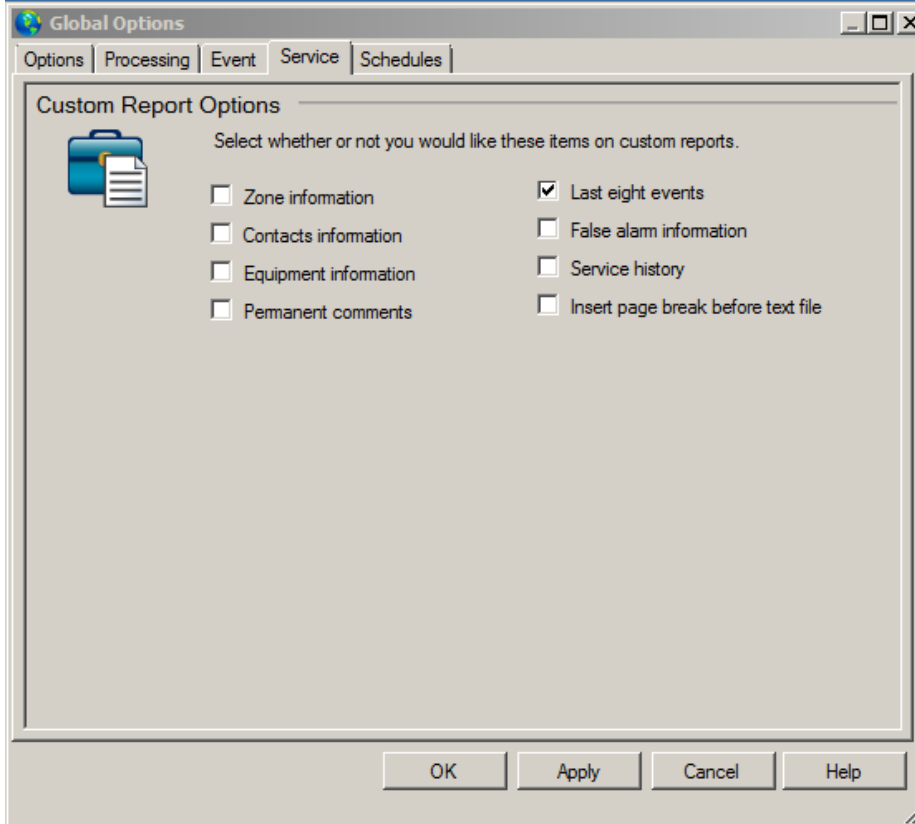 Global Options
Options Processing Event Service Schedules
Custom Report Options
Select whether or not you would like these items on custom reports.
Zone information
Contacts information
Equipment information
Permanent comments
Last eight events
False alarm information
Service history
Insert page break before text file
OK Apply Cancel Help